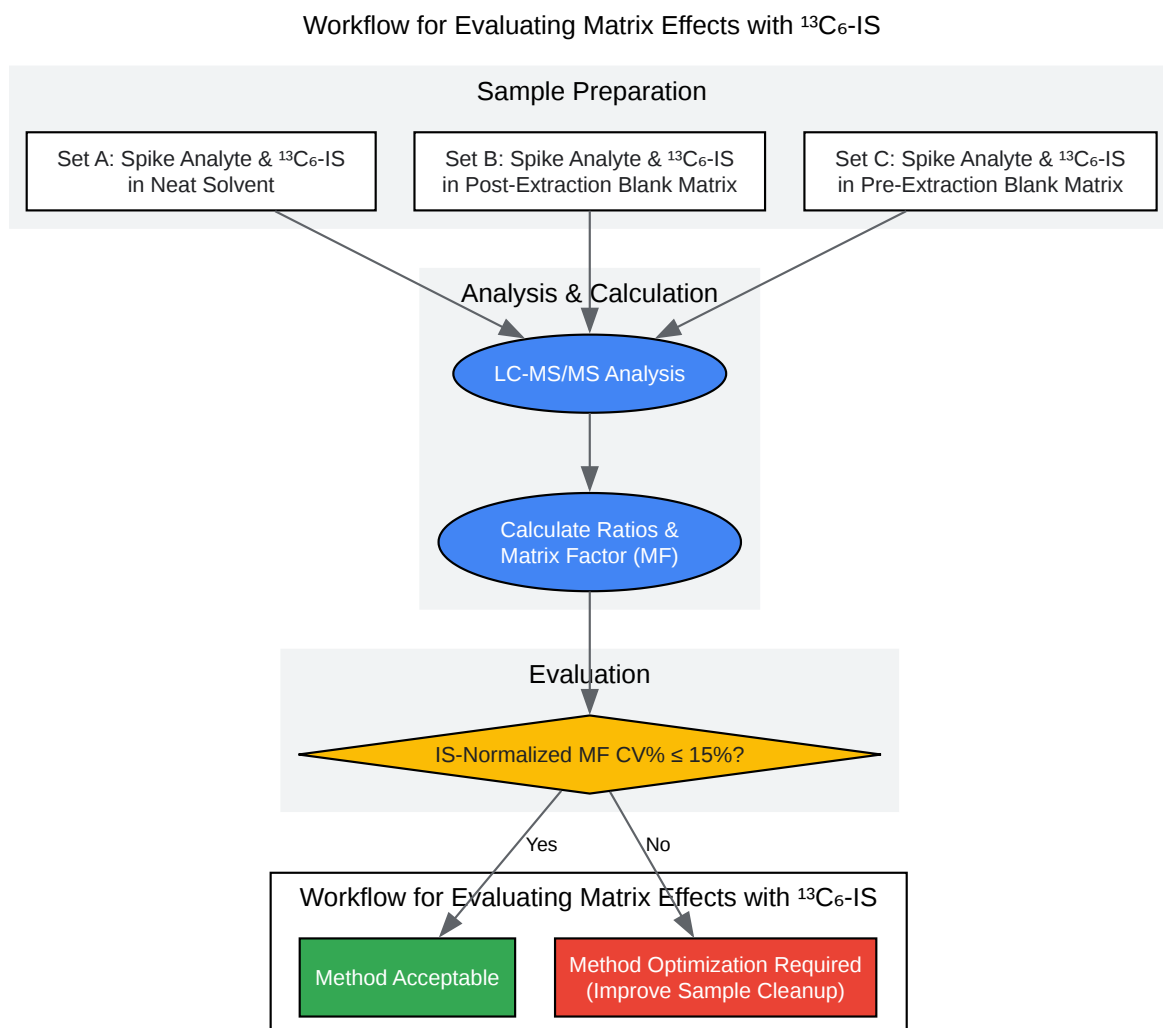 Workflow for Evaluating Matrix Effects with ¹³C₆-IS
Sample Preparation
Set A: Spike Analyte & ¹³C₆-IS
in Neat Solvent
Set B: Spike Analyte & ¹³C₆-IS
in Post-Extraction Blank Matrix
Set C: Spike Analyte & ¹³C₆-IS
in Pre-Extraction Blank Matrix
Analysis & Calculation
LC-MS/MS Analysis
Calculate Ratios &
Matrix Factor (MF)
Evaluation
IS-Normalized MF CV% ≤ 15%?
Yes
No
Workflow for Evaluating Matrix Effects with ¹³C₆-IS
Method Acceptable
Method Optimization Required
(Improve Sample Cleanup)